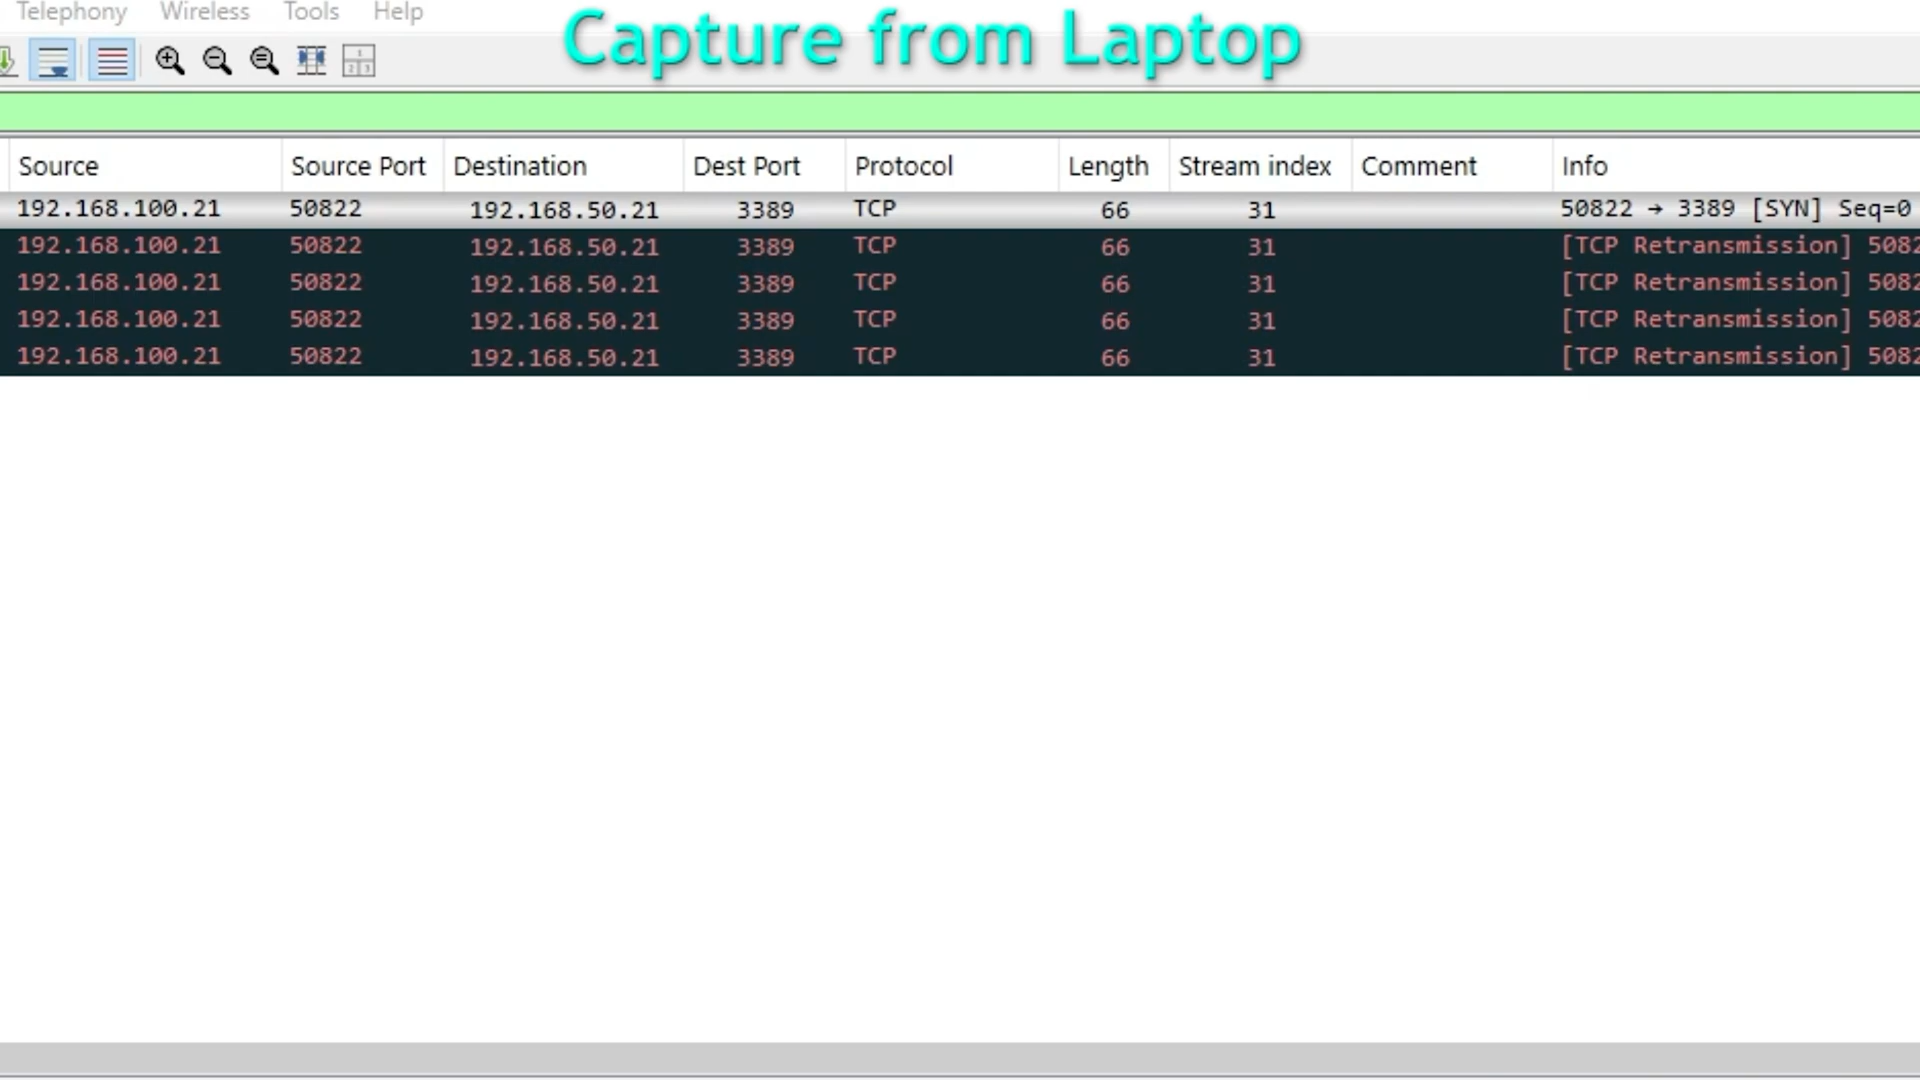 Telephony Wireless Tools Help
Capture from Laptop
Source Source Port Destination Dest Port Protocol Length Stream index Comment Info
192.168.100.21 50822 192.168.50.21 3389 TCP 66 31 50822 → 3389 [SYN] Seq=0
192.168.100.21 50822 192.168.50.21 3389 TCP 66 31 [TCP Retransmission] 5082
192.168.100.21 50822 192.168.50.21 3389 TCP 66 31 [TCP Retransmission] 5082
192.168.100.21 50822 192.168.50.21 3389 TCP 66 31 [TCP Retransmission] 5082
192.168.100.21 50822 192.168.50.21 3389 TCP 66 31 [TCP Retransmission] 5082